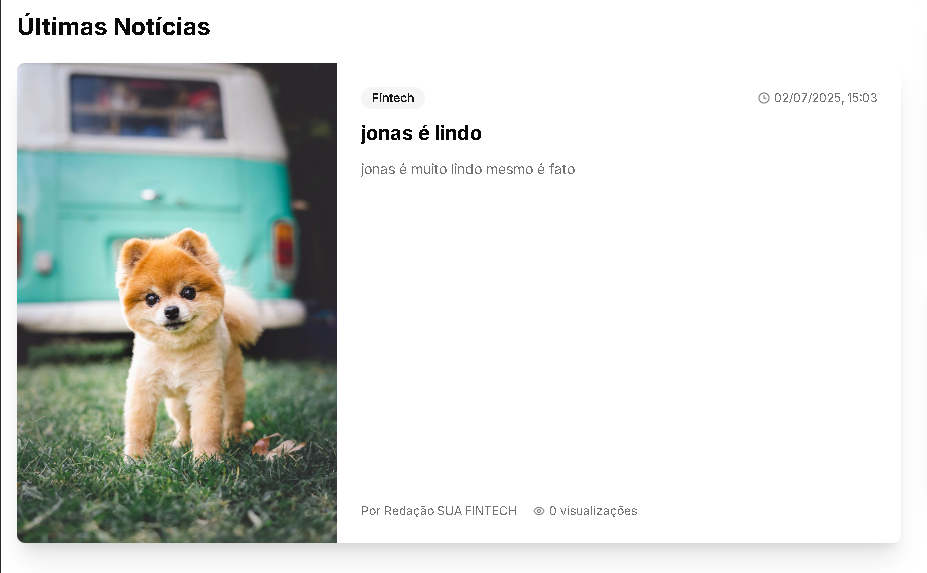 Últimas Notícias
Fintech
02/07/2025, 15:03
jonas é lindo
jonas é muito lindo mesmo é fato
Por Redação SUA FINTECH
0 visualizações